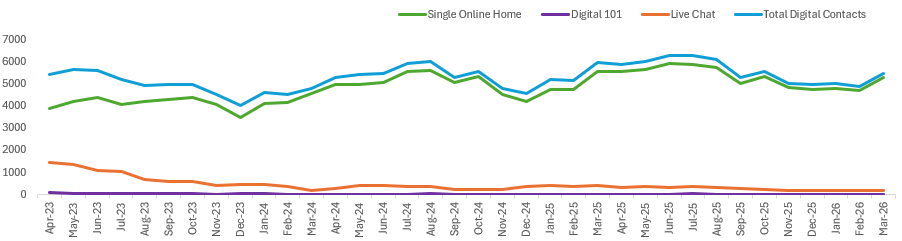 Single Online Home
Digital 101
Live Chat
Total Digital Contacts
7000
6000
5000
4000
3000
2000
1000
0
Apr-23
May-23
Jun-23
Jul-23
Aug-23
Sep-23
Oct-23
Nov-23
Dec-23
Jan-24
Feb-24
Mar-24
Apr-24
May-24
Jun-24
Jul-24
Aug-24
Sep-24
Oct-24
Nov-24
Dec-24
Jan-25
Feb-25
Mar-25
Apr-25
May-25
Jun-25
Jul-25
Aug-25
Sep-25
Oct-25
Nov-25
Dec-25
Jan-26
Feb-26
Mar-26